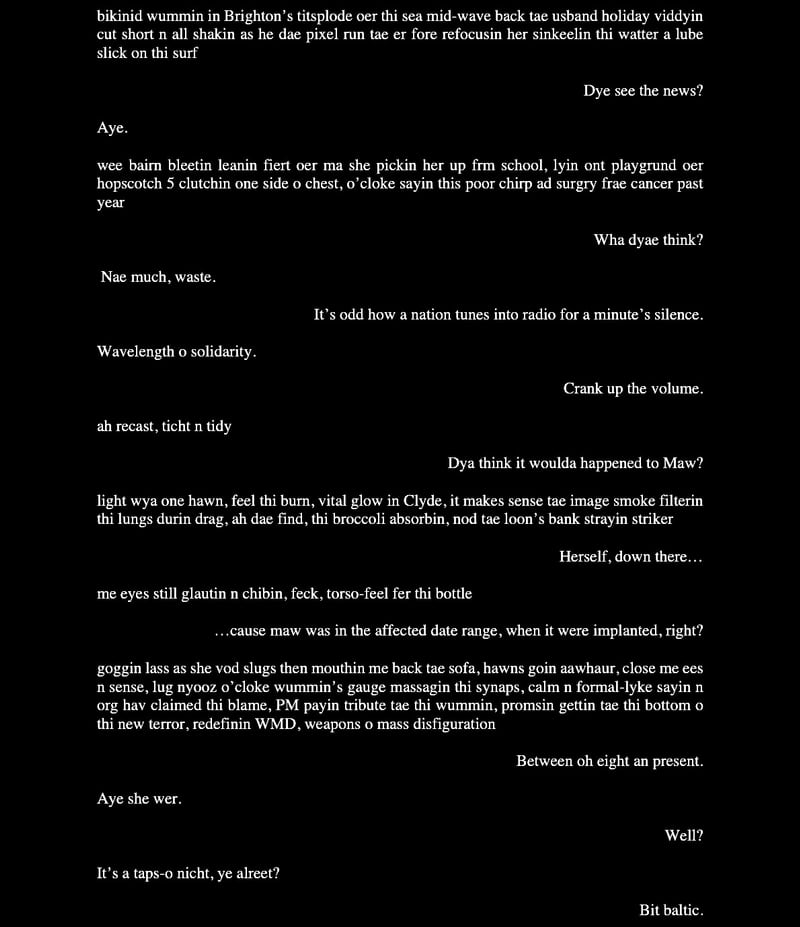 bikinid wummin in Brighton’s titsplode oer thi sea mid-wave back tae usband holiday viddyin
cut short n all shakin as he dae pixel run tae er fore refocusin her sinkeelin thi watter a lube
slick on thi surf
Dye see the news?
Aye.
wee bairn bleetin leanin fiert oer ma she pickin her up frm school, lyin ont playgrund oer
hopscotch 5 clutchin one side o chest, o’cloke sayin this poor chirp ad surgry frae cancer past
year
Wha dyae think?
Nae much, waste.
It’s odd how a nation tunes into radio for a minute’s silence.
Wavelength o solidarity.
Crank up the volume.
ah recast, ticht n tidy
Dya think it woulda happened to Maw?
light wya one hawn, feel thi burn, vital glow in Clyde, it makes sense tae image smoke filterin
thi lungs durin drag, ah dae find, thi broccoli absorbin, nod tae loon’s bank strayin striker
Herself, down there…
me eyes still glautin n chibin, feck, torso-feel fer thi bottle
…cause maw was in the affected date range, when it were implanted, right?
goggin lass as she vod slugs then mouthin me back tae sofa, hawns goin aawhaur, close me ees
n sense, lug nyooz o’cloke wummin’s gauge massagin thi synaps, calm n formal-lyke sayin n
org hav claimed thi blame, PM payin tribute tae thi wummin, promsin gettin tae thi bottom o
thi new terror, redefinin WMD, weapons o mass disfiguration
Between oh eight an present.
Aye she wer.
Well?
It’s a taps-o nicht, ye alreet?
Bit baltic.